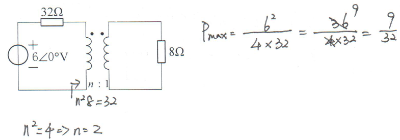 32Ω
+
6∠0°V
−
n : 1
8Ω
n²8=32
n²=4=>n=2
Pmax = 6² / 4×32 = 36 9 / 4×32 = 9 / 32